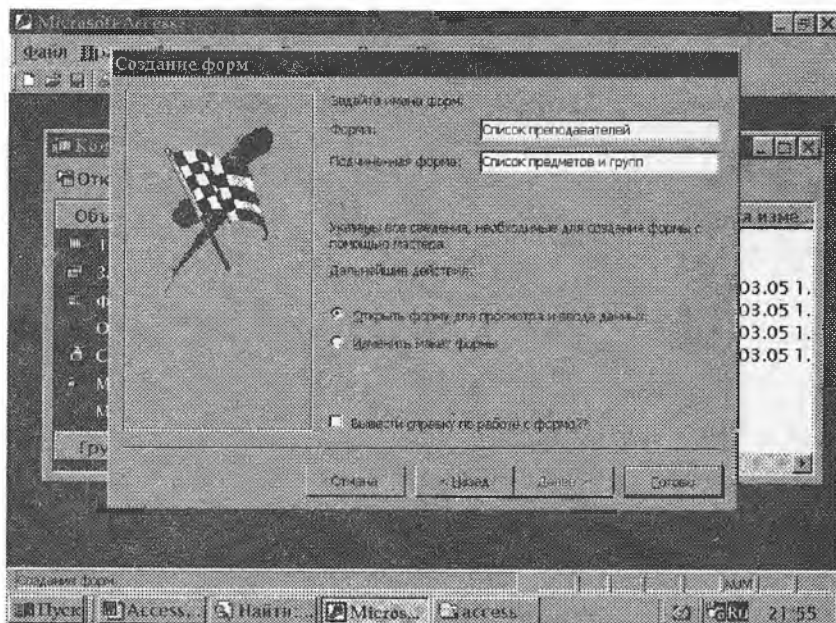 Microsoft Access
Файл
Создание форм
Задайте имена форм:
Форма: Список преподавателей
Подчиненная форма: Список предметов и групп
Указаны все сведения, необходимые для создания формы с
помощью мастера.
Дальнейшие действия:
Открыть форму для просмотра и ввода данных.
Изменить макет формы.
Вывести справку по работе с формой?
Отмена < Назад Далее > Готово
Отк
Объ
я изме...
03.05 1.
03.05 1.
03.05 1.
03.05 1.
Гру
Создание форм
NUM
Пуск Access,... Найти:... Micros... access Ru 21:55